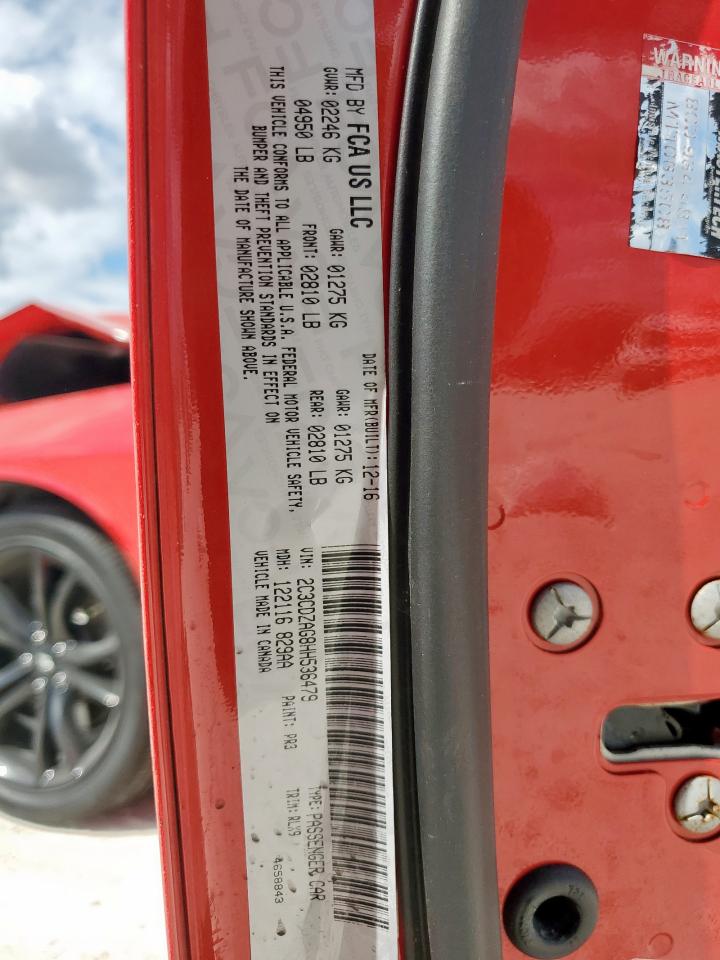 MFD BY FCA US LLC
DATE OF MFR(BUILT): 12-16
GVWR: 02246 KG
GAWR: 01275 KG
GAWR: 01275 KG
04950 LB
FRONT: 02810 LB
REAR: 02810 LB
THIS VEHICLE CONFORMS TO ALL APPLICABLE U.S.A. FEDERAL MOTOR VEHICLE SAFETY,
BUMPER AND THEFT PREVENTION STANDARDS IN EFFECT ON
THE DATE OF MANUFACTURE SHOWN ABOVE.
VIN: 2C3CDZAG8HH536479
TYPE: PASSENGER CAR
MDH: 122116 829AA
PAINT: PR3
TRIM: RLX9
VEHICLE MADE IN CANADA
4658843
WARNIN